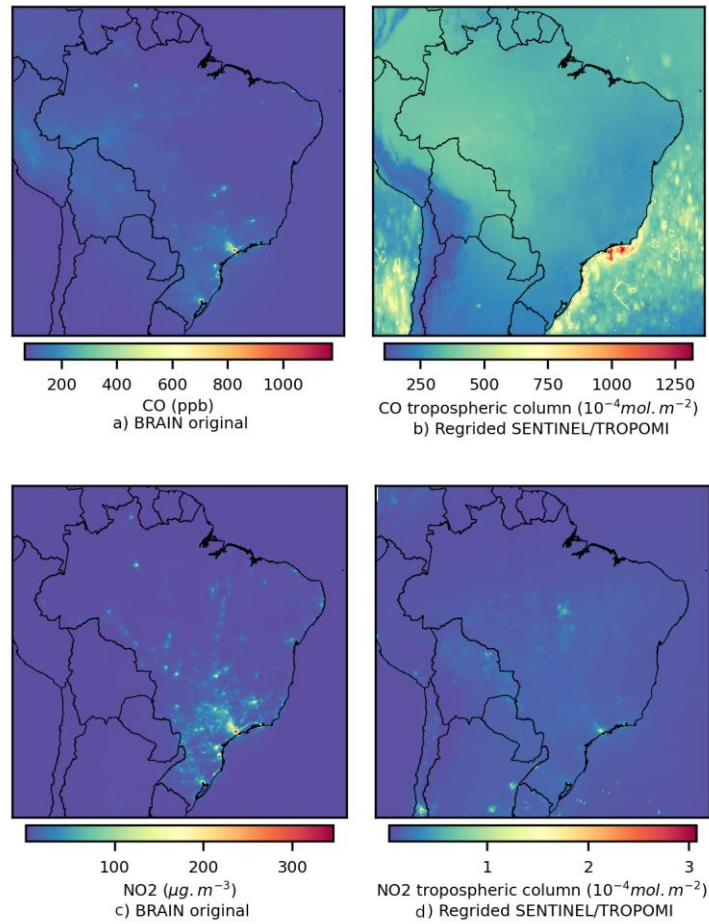 200 400 600 800 1000
CO (ppb)
a) BRAIN original
250 500 750 1000 1250
CO tropospheric column (10⁻⁴mol. m⁻²)
b) Regrided SENTINEL/TROPOMI
100 200 300
NO2 (μg. m⁻³)
c) BRAIN original
1 2 3
NO2 tropospheric column (10⁻⁴mol. m⁻²)
d) Regrided SENTINEL/TROPOMI